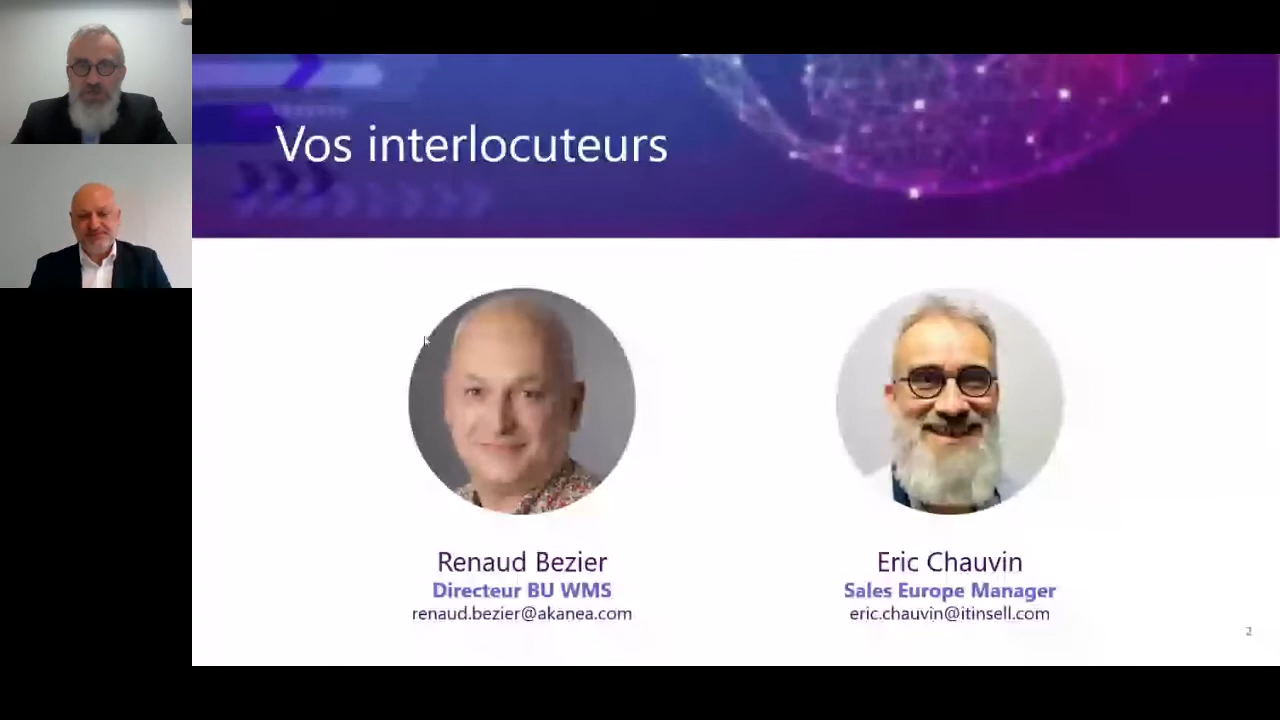 Vos interlocuteurs
Renaud Bezier
Directeur BU WMS
renaud.bezier@akanea.com
Eric Chauvin
Sales Europe Manager
eric.chauvin@itinsell.com
2